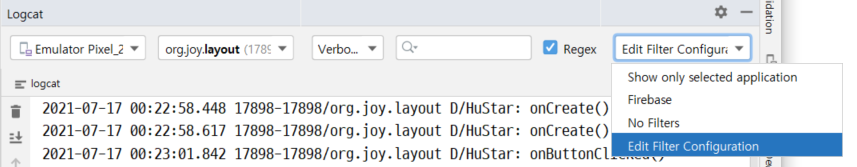 Logcat
Emulator Pixel_2 org.joy.layout (1789 Verbo... Regex Edit Filter Configura
Show only selected application
Firebase
No Filters
Edit Filter Configuration
logcat
2021-07-17 00:22:58.448 17898-17898/org.joy.layout D/HuStar: onCreate()
2021-07-17 00:22:58.617 17898-17898/org.joy.layout D/HuStar: onCreate()
2021-07-17 00:23:01.842 17898-17898/org.joy.layout D/HuStar: onButtonClicked()
idation